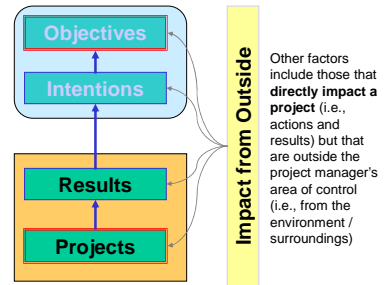 Objectives
Intentions
Results
Projects
Impact from Outside
Other factors
include those that
directly impact a
project (i.e.,
actions and
results) but that
are outside the
project manager's
area of control
(i.e., from the
environment /
surroundings)